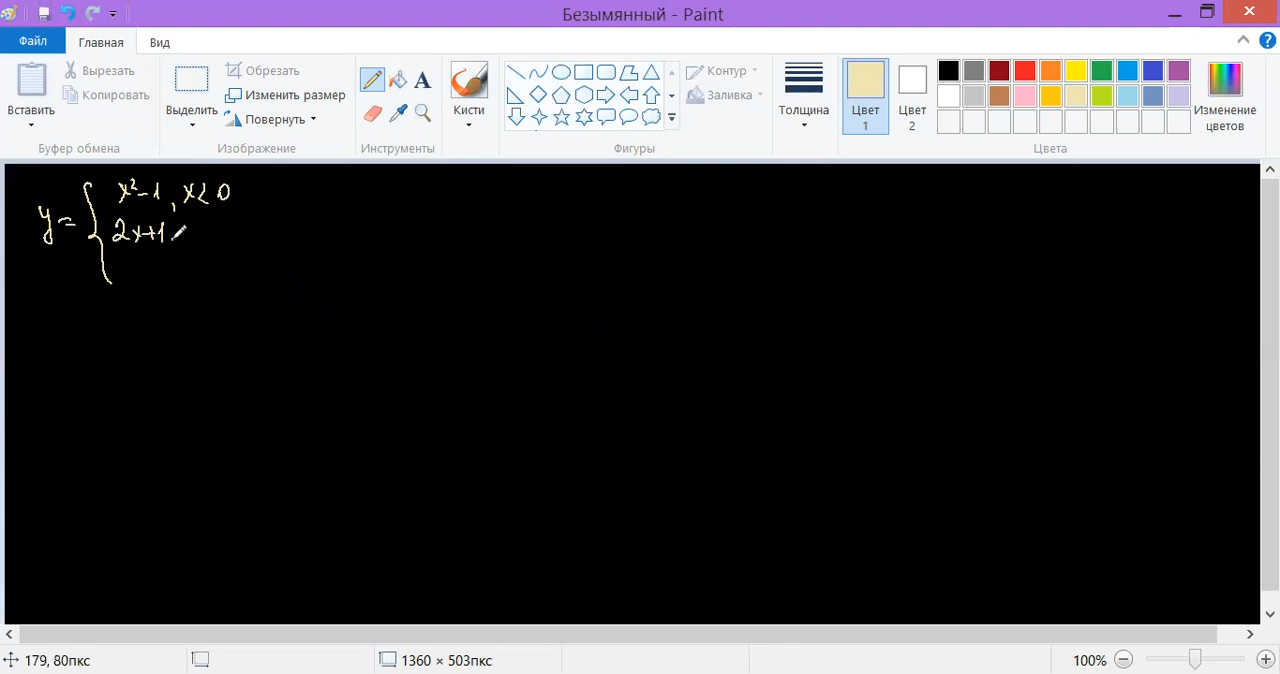 Безымянный - Paint
Файл Главная Вид
Вставить
Вырезать
Копировать
Буфер обмена
Выделить
Обрезать
Изменить размер
Повернуть
Изображение
Инструменты
Кисти
Контур
Заливка
Фигуры
Толщина
Цвет
1
Цвет
2
Изменение
цветов
Цвета
y = { x²-1, x<0
2x+1
179, 80пкс
1360 × 503пкс
100%